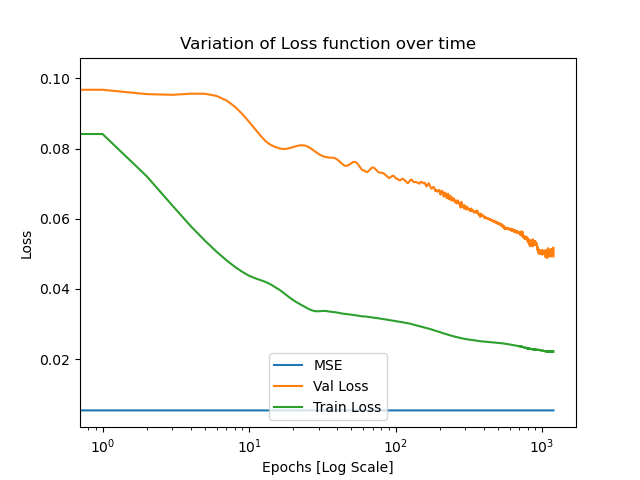 Variation of Loss function over time
0.10
0.08
0.06
0.04
0.02
Loss
MSE
Val Loss
Train Loss
10⁰
10¹
10²
10³
Epochs [Log Scale]